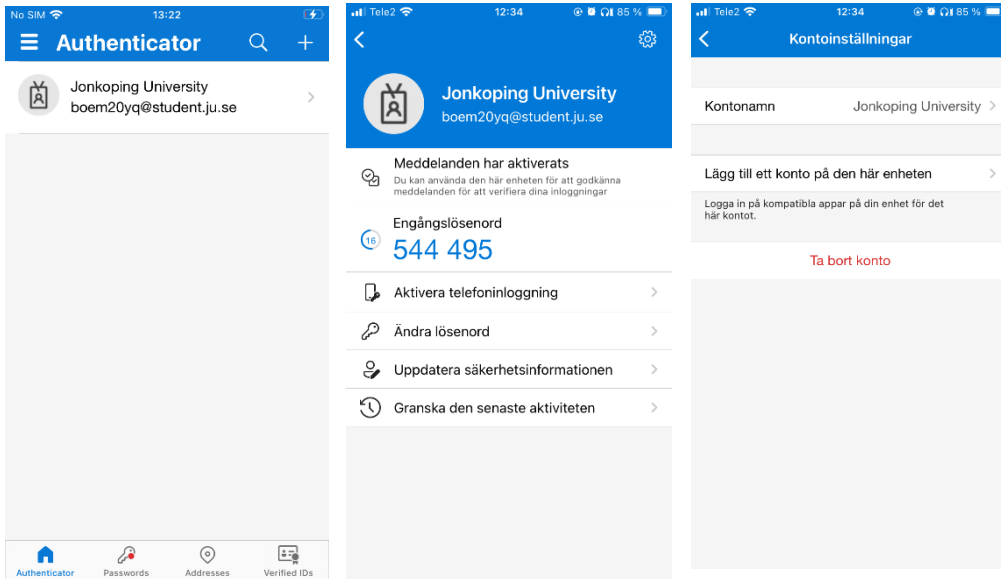 No SIM 13:22
Authenticator
Jonkoping University
boem20yq@student.ju.se
Authenticator Passwords Addresses Verified IDs
Tele2 12:34 85 %
Jonkoping University
boem20yq@student.ju.se
Meddelanden har aktiverats
Du kan använda den här enheten för att godkänna
meddelanden för att verifiera dina inloggningar
Engångslösenord
16
544 495
Aktivera telefoninloggning
Ändra lösenord
Uppdatera säkerhetsinformationen
Granska den senaste aktiviteten
Tele2 12:34 85 %
Kontoinställningar
Kontonamn Jonkoping University
Lägg till ett konto på den här enheten
Logga in på kompatibla appar på din enhet för det
här kontot.
Ta bort konto